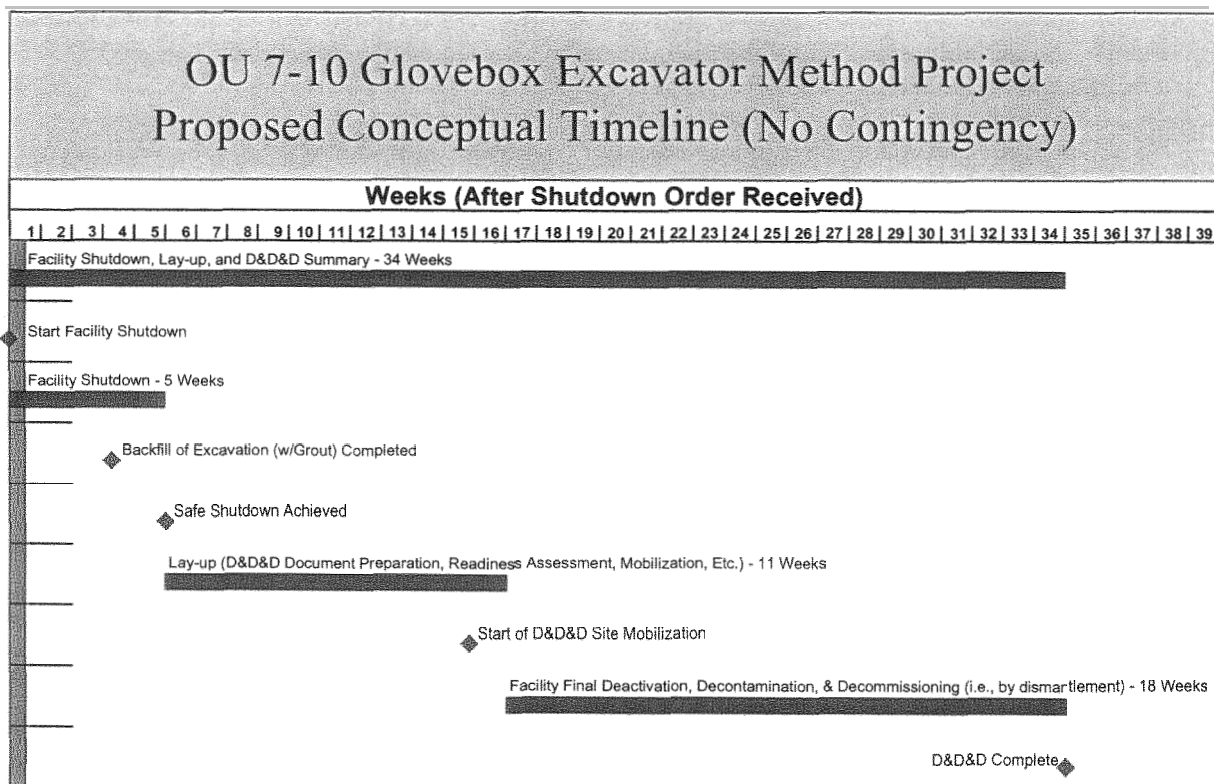 OU 7-10 Glovebox Excavator Method Project
Proposed Conceptual Timeline (No Contingency)
Weeks (After Shutdown Order Received)
1 | 2 | 3 | 4 | 5 | 6 | 7 | 8 | 9 | 10 | 11 | 12 | 13 | 14 | 15 | 16 | 17 | 18 | 19 | 20 | 21 | 22 | 23 | 24 | 25 | 26 | 27 | 28 | 29 | 30 | 31 | 32 | 33 | 34 | 35 | 36 | 37 | 38 | 39
Facility Shutdown, Lay-up, and D&D&D Summary - 34 Weeks
Start Facility Shutdown
Facility Shutdown - 5 Weeks
Backfill of Excavation (w/Grout) Completed
Safe Shutdown Achieved
Lay-up (D&D&D Document Preparation, Readiness Assessment, Mobilization, Etc.) - 11 Weeks
Start of D&D&D Site Mobilization
Facility Final Deactivation, Decontamination, & Decommissioning (i.e., by dismartlement) - 18 Weeks
D&D&D Complete